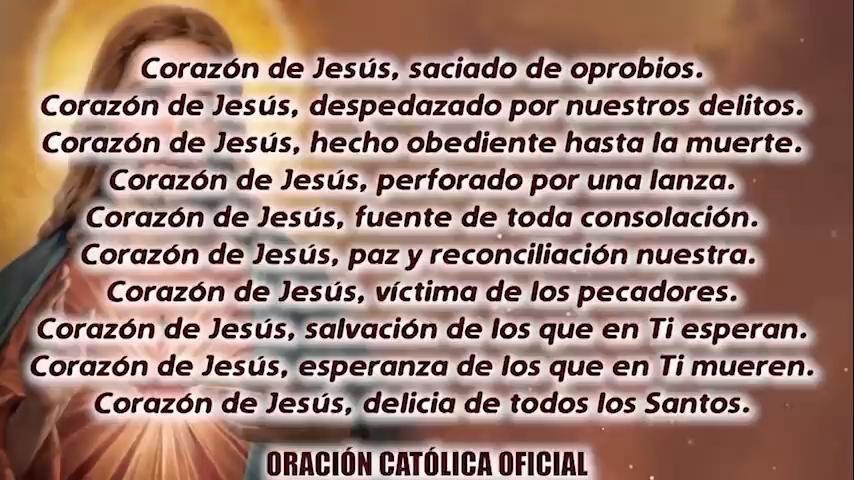 Corazón de Jesús, saciado de oprobios.
Corazón de Jesús, despedazado por nuestros delitos.
Corazón de Jesús, hecho obediente hasta la muerte.
Corazón de Jesús, perforado por una lanza.
Corazón de Jesús, fuente de toda consolación.
Corazón de Jesús, paz y reconciliación nuestra.
Corazón de Jesús, víctima de los pecadores.
Corazón de Jesús, salvación de los que en Ti esperan.
Corazón de Jesús, esperanza de los que en Ti mueren.
Corazón de Jesús, delicia de todos los Santos.
ORACIÓN CATÓLICA OFICIAL